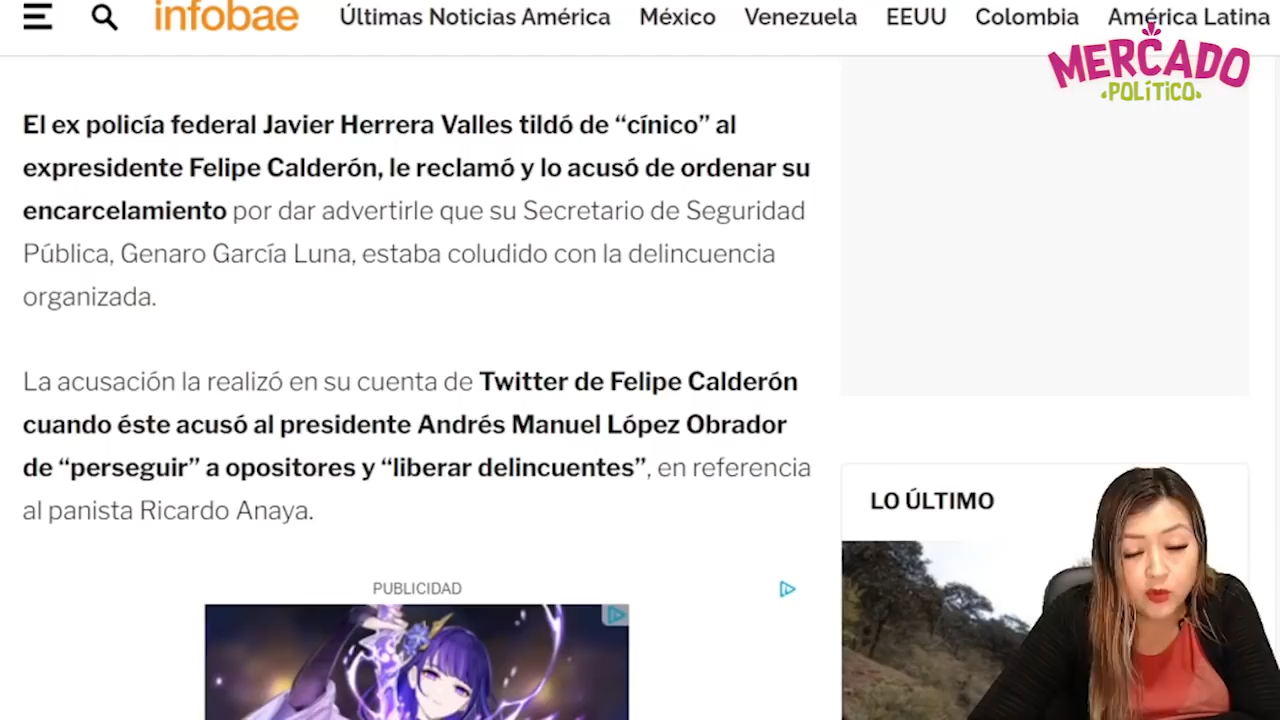 infobae
Últimas Noticias América México Venezuela EEUU Colombia América Latina
MERCADO
POLÍTICO
El ex policía federal Javier Herrera Valles tildó de “cínico” al
expresidente Felipe Calderón, le reclamó y lo acusó de ordenar su
encarcelamiento por dar advertirle que su Secretario de Seguridad
Pública, Genaro García Luna, estaba coludido con la delincuencia
organizada.
La acusación la realizó en su cuenta de Twitter de Felipe Calderón
cuando éste acusó al presidente Andrés Manuel López Obrador
de “perseguir” a opositores y “liberar delincuentes”, en referencia
al panista Ricardo Anaya.
PUBLICIDAD
LO ÚLTIMO